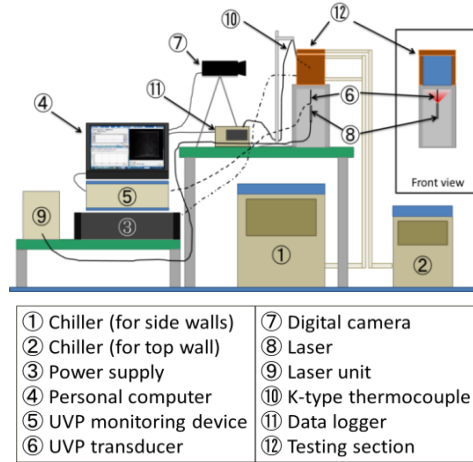 ⑩
⑫
⑦
④
⑪
⑥
⑧
Front view
⑤
⑨
③
①
②
① Chiller (for side walls)
② Chiller (for top wall)
③ Power supply
④ Personal computer
⑤ UVP monitoring device
⑥ UVP transducer
⑦ Digital camera
⑧ Laser
⑨ Laser unit
⑩ K-type thermocouple
⑪ Data logger
⑫ Testing section